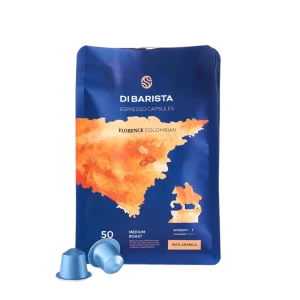 DI BARISTA
ESPRESSO CAPSULES
FLORENCE COLOMBIAN
50
MEDIUM
ROAST
INTENSITY 7
100% ARABICA